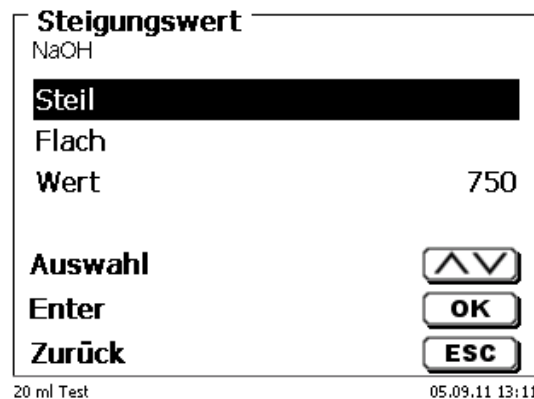 Steigungswert
NaOH
Steil
Flach
Wert 750
Auswahl
Enter OK
Zurück ESC
20 ml Test 05.09.11 13:11